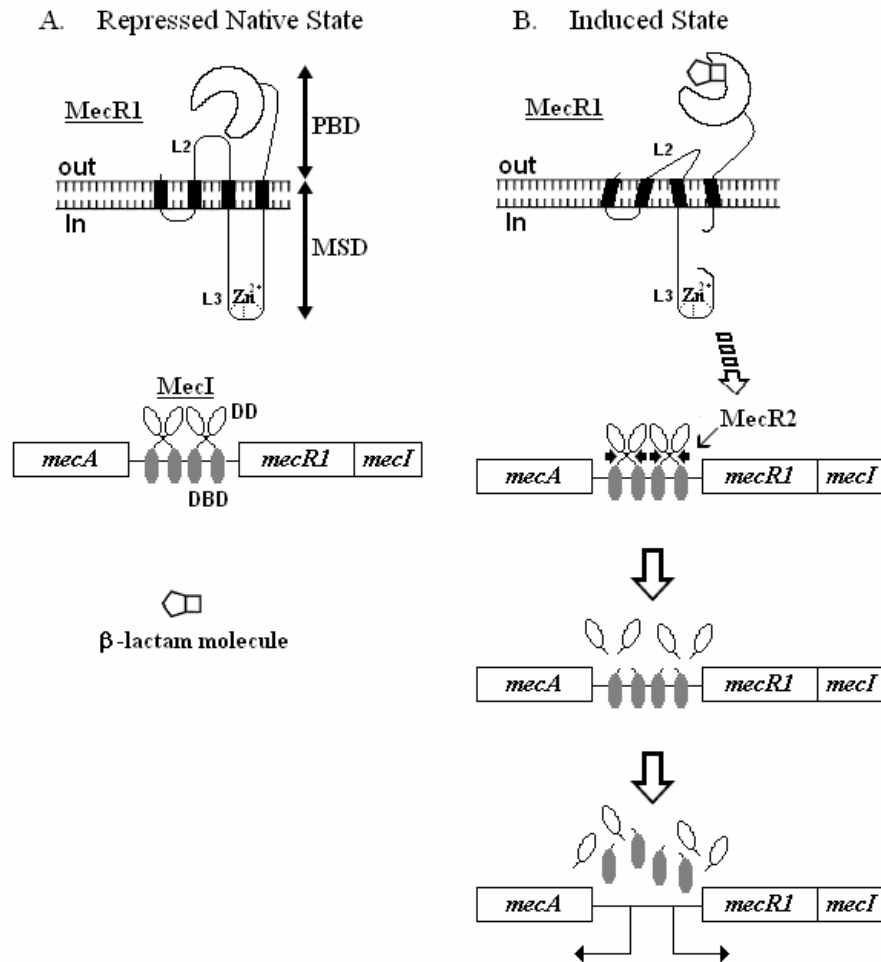 A. Repressed Native State
MecR1
PBD
L2
out
In
MSD
L3
Zn2+
MecI
DD
mecA
mecR1
mecI
DBD
β-lactam molecule
B. Induced State
MecR1
L2
out
In
L3
Zn2+
MecR2
mecA
mecR1
mecI
mecA
mecR1
mecI
mecA
mecR1
mecI